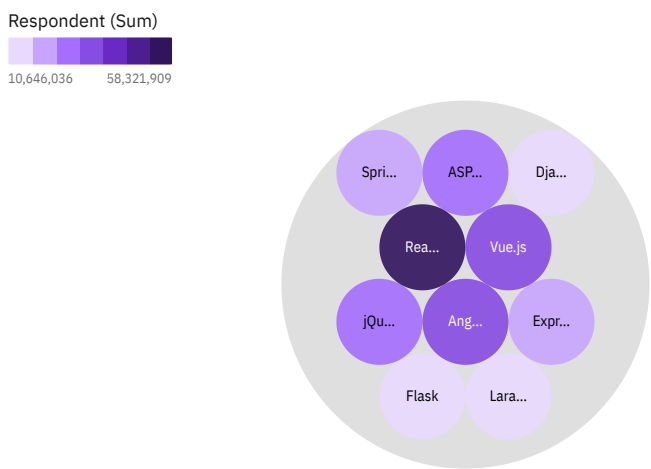 Respondent (Sum)
10,646,036 58,321,909
Spri... ASP... Dja...
Rea... Vue.js
jQu... Ang... Expr...
Flask Lara...